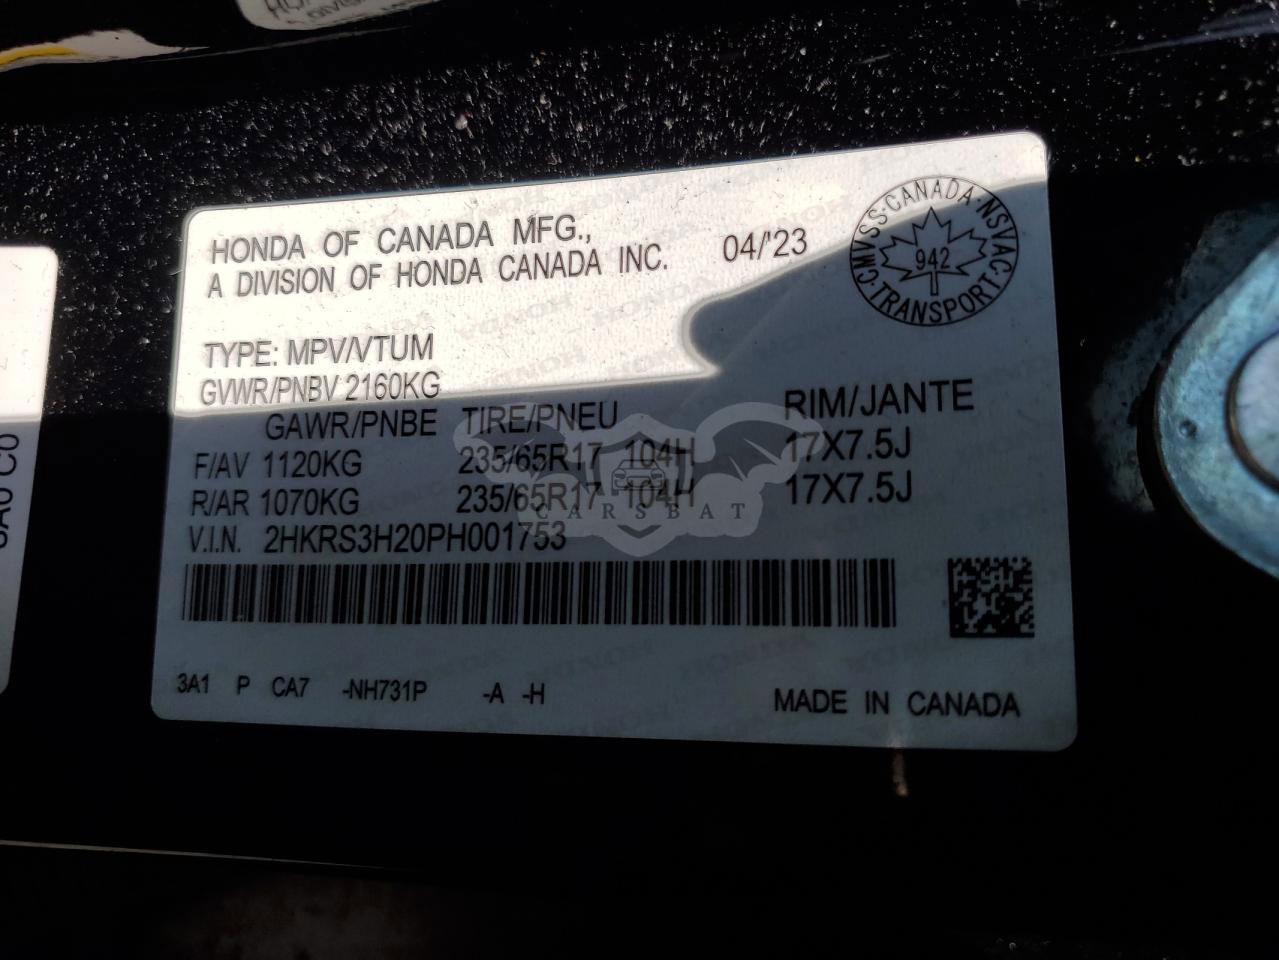 HONDA OF CANADA MFG.,
A DIVISION OF HONDA CANADA INC.
04/'23
CMVSS · CANADA · NSVAC · TRANSPORT ·
942
TYPE: MPV/VTUM
GVWR/PNBV 2160KG
GAWR/PNBE TIRE/PNEU RIM/JANTE
F/AV 1120KG 235/65R17 104H 17X7.5J
R/AR 1070KG 235/65R17 104H 17X7.5J
CARSBAT
V.I.N. 2HKRS3H20PH001753
3A1 P CA7 -NH731P -A -H
MADE IN CANADA